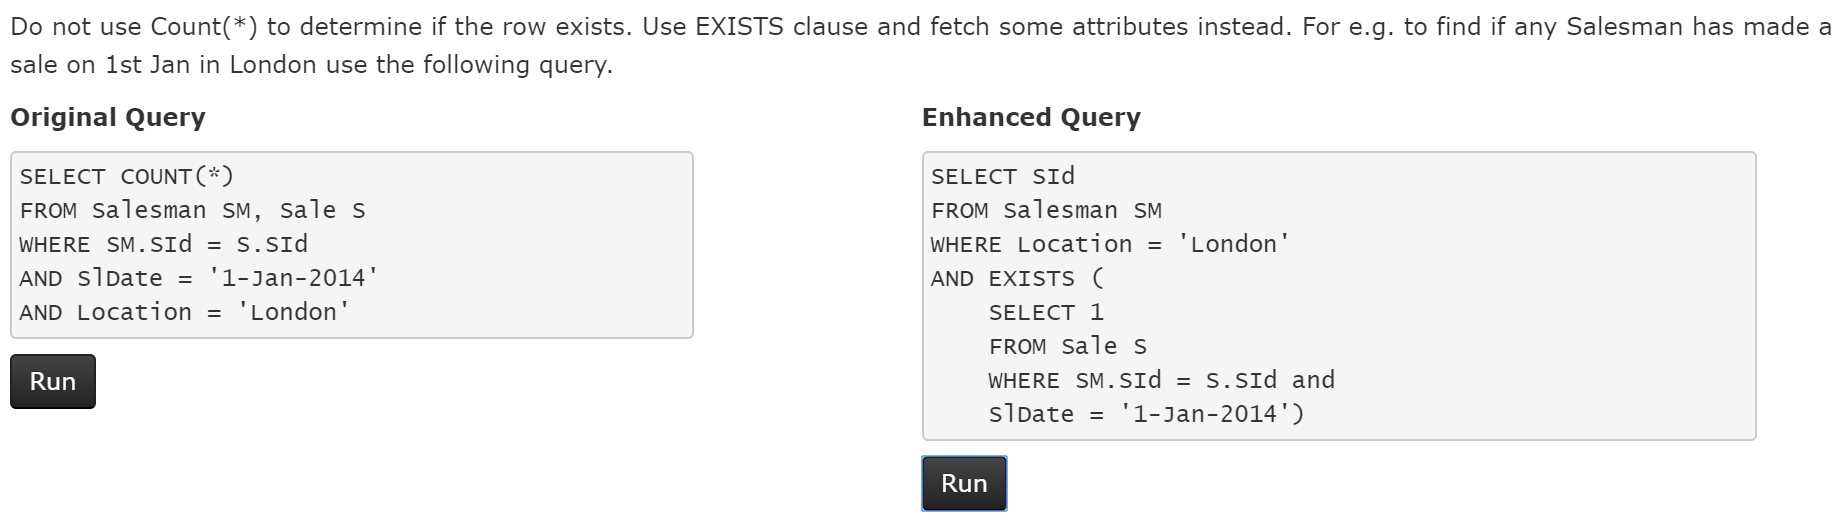 Do not use Count(*) to determine if the row exists. Use EXISTS clause and fetch some attributes instead. For e.g. to find if any Salesman has made a
sale on 1st Jan in London use the following query.
Original Query
SELECT COUNT(*)
FROM Salesman SM, Sale S
WHERE SM.SId = S.SId
AND SlDate = '1-Jan-2014'
AND Location = 'London'
Run
Enhanced Query
SELECT SId
FROM Salesman SM
WHERE Location = 'London'
AND EXISTS (
    SELECT 1
    FROM Sale S
    WHERE SM.SId = S.SId and
    SlDate = '1-Jan-2014')
Run